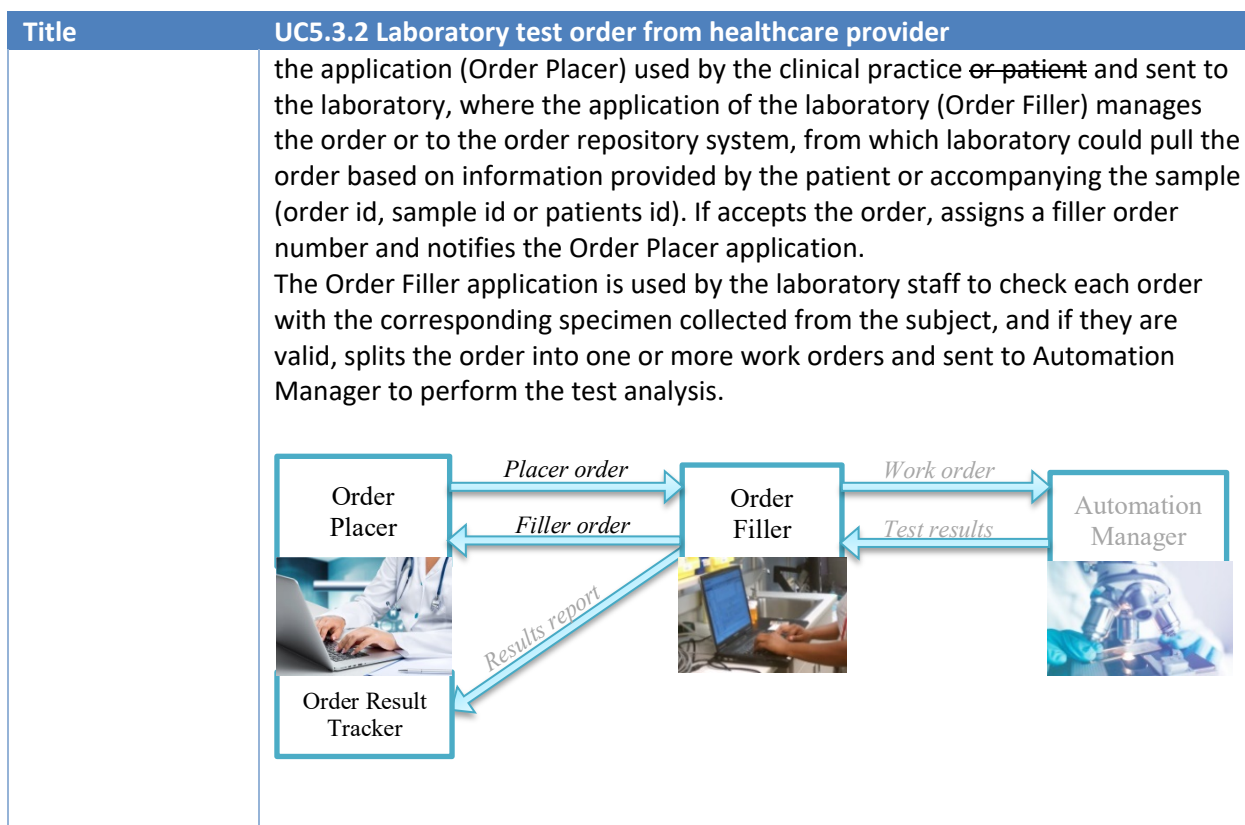 Title UC5.3.2 Laboratory test order from healthcare provider
the application (Order Placer) used by the clinical practice or patient and sent to
the laboratory, where the application of the laboratory (Order Filler) manages
the order or to the order repository system, from which laboratory could pull the
order based on information provided by the patient or accompanying the sample
(order id, sample id or patients id). If accepts the order, assigns a filler order
number and notifies the Order Placer application.
The Order Filler application is used by the laboratory staff to check each order
with the corresponding specimen collected from the subject, and if they are
valid, splits the order into one or more work orders and sent to Automation
Manager to perform the test analysis.
Order
Placer
Placer order
Filler order
Order
Filler
Work order
Test results
Automation
Manager
Results report
Order Result
Tracker